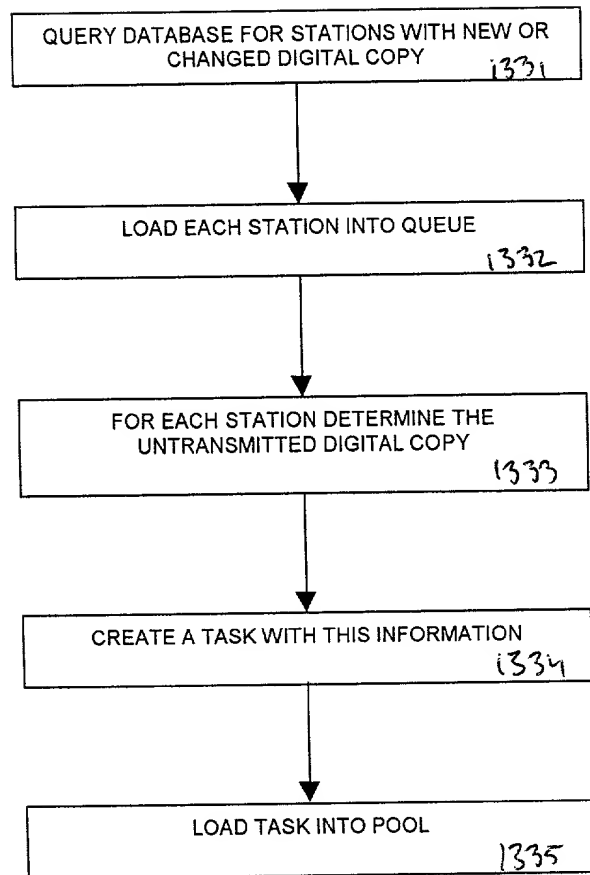 QUERY DATABASE FOR STATIONS WITH NEW OR
CHANGED DIGITAL COPY
1331
LOAD EACH STATION INTO QUEUE
1332
FOR EACH STATION DETERMINE THE
UNTRANSMITTED DIGITAL COPY
1333
CREATE A TASK WITH THIS INFORMATION
1334
LOAD TASK INTO POOL
1335